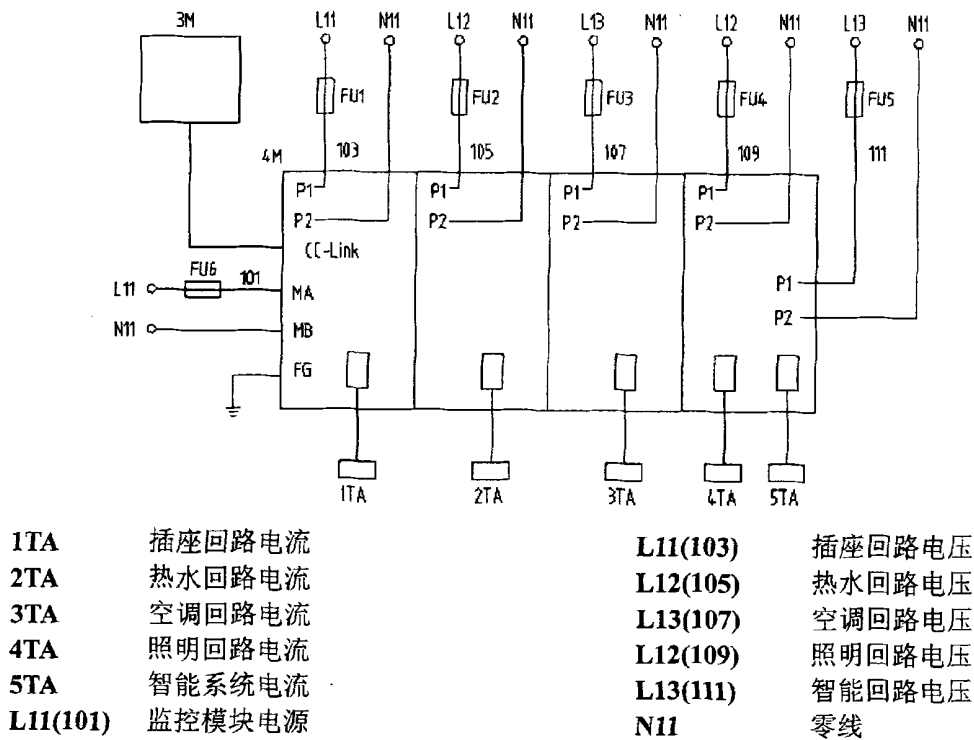 3M L11 N11 L12 N11 L13 N11 L12 N11 L13 N11
FU1 FU2 FU3 FU4 FU5
4M 103 105 107 109 111
P1 P1 P1 P1
P2 P2 P2 P2
CC-Link
FU6 101
L11 MA P1
N11 MB P2
FG
1TA 2TA 3TA 4TA 5TA
1TA 插座回路电流
2TA 热水回路电流
3TA 空调回路电流
4TA 照明回路电流
5TA 智能系统电流
L11(101) 监控模块电源
L11(103) 插座回路电压
L12(105) 热水回路电压
L13(107) 空调回路电压
L12(109) 照明回路电压
L13(111) 智能回路电压
N11 零线